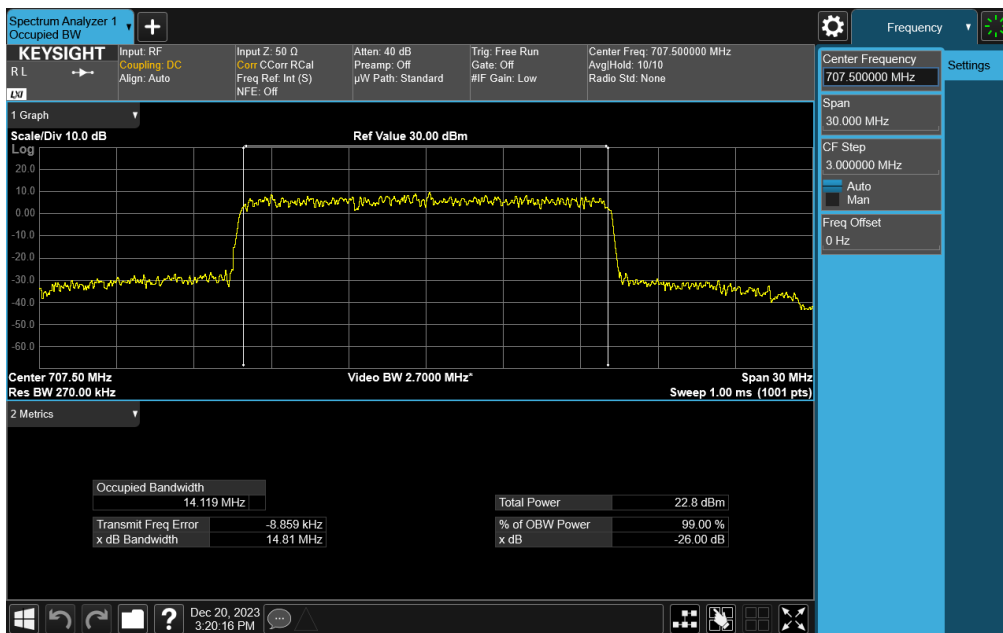 Spectrum Analyzer 1
Occupied BW
Frequency
KEYSIGHT
R L
LXI
Input: RF
Coupling: DC
Align: Auto
Input Z: 50 Ω
Corr CCorr RCal
Freq Ref: Int (S)
NFE: Off
Atten: 40 dB
Preamp: Off
µW Path: Standard
Trig: Free Run
Gate: Off
#IF Gain: Low
Center Freq: 707.500000 MHz
Avg|Hold: 10/10
Radio Std: None
Center Frequency
707.500000 MHz
Settings
Span
30.000 MHz
CF Step
3.000000 MHz
Auto
Man
Freq Offset
0 Hz
1 Graph
Scale/Div 10.0 dB
Ref Value 30.00 dBm
Log
20.0
10.0
0.00
-10.0
-20.0
-30.0
-40.0
-50.0
-60.0
Center 707.50 MHz
Video BW 2.7000 MHz*
Span 30 MHz
Res BW 270.00 kHz
Sweep 1.00 ms (1001 pts)
2 Metrics
Occupied Bandwidth
14.119 MHz
Total Power 22.8 dBm
Transmit Freq Error -8.859 kHz
% of OBW Power 99.00 %
x dB Bandwidth 14.81 MHz
x dB -26.00 dB
?
Dec 20, 2023
3:20:16 PM